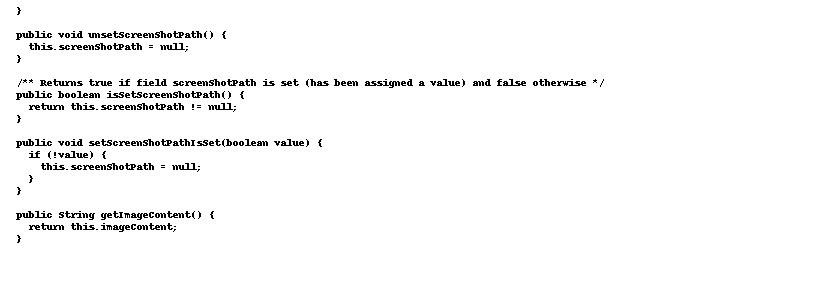 }
public void unsetScreenShotPath() {
this.screenShotPath = null;
}
/** Returns true if field screenShotPath is set (has been assigned a value) and false otherwise */
public boolean isSetScreenShotPath() {
return this.screenShotPath != null;
}
public void setScreenShotPathIsSet(boolean value) {
if (!value) {
this.screenShotPath = null;
}
}
public String getImageContent() {
return this.imageContent;
}